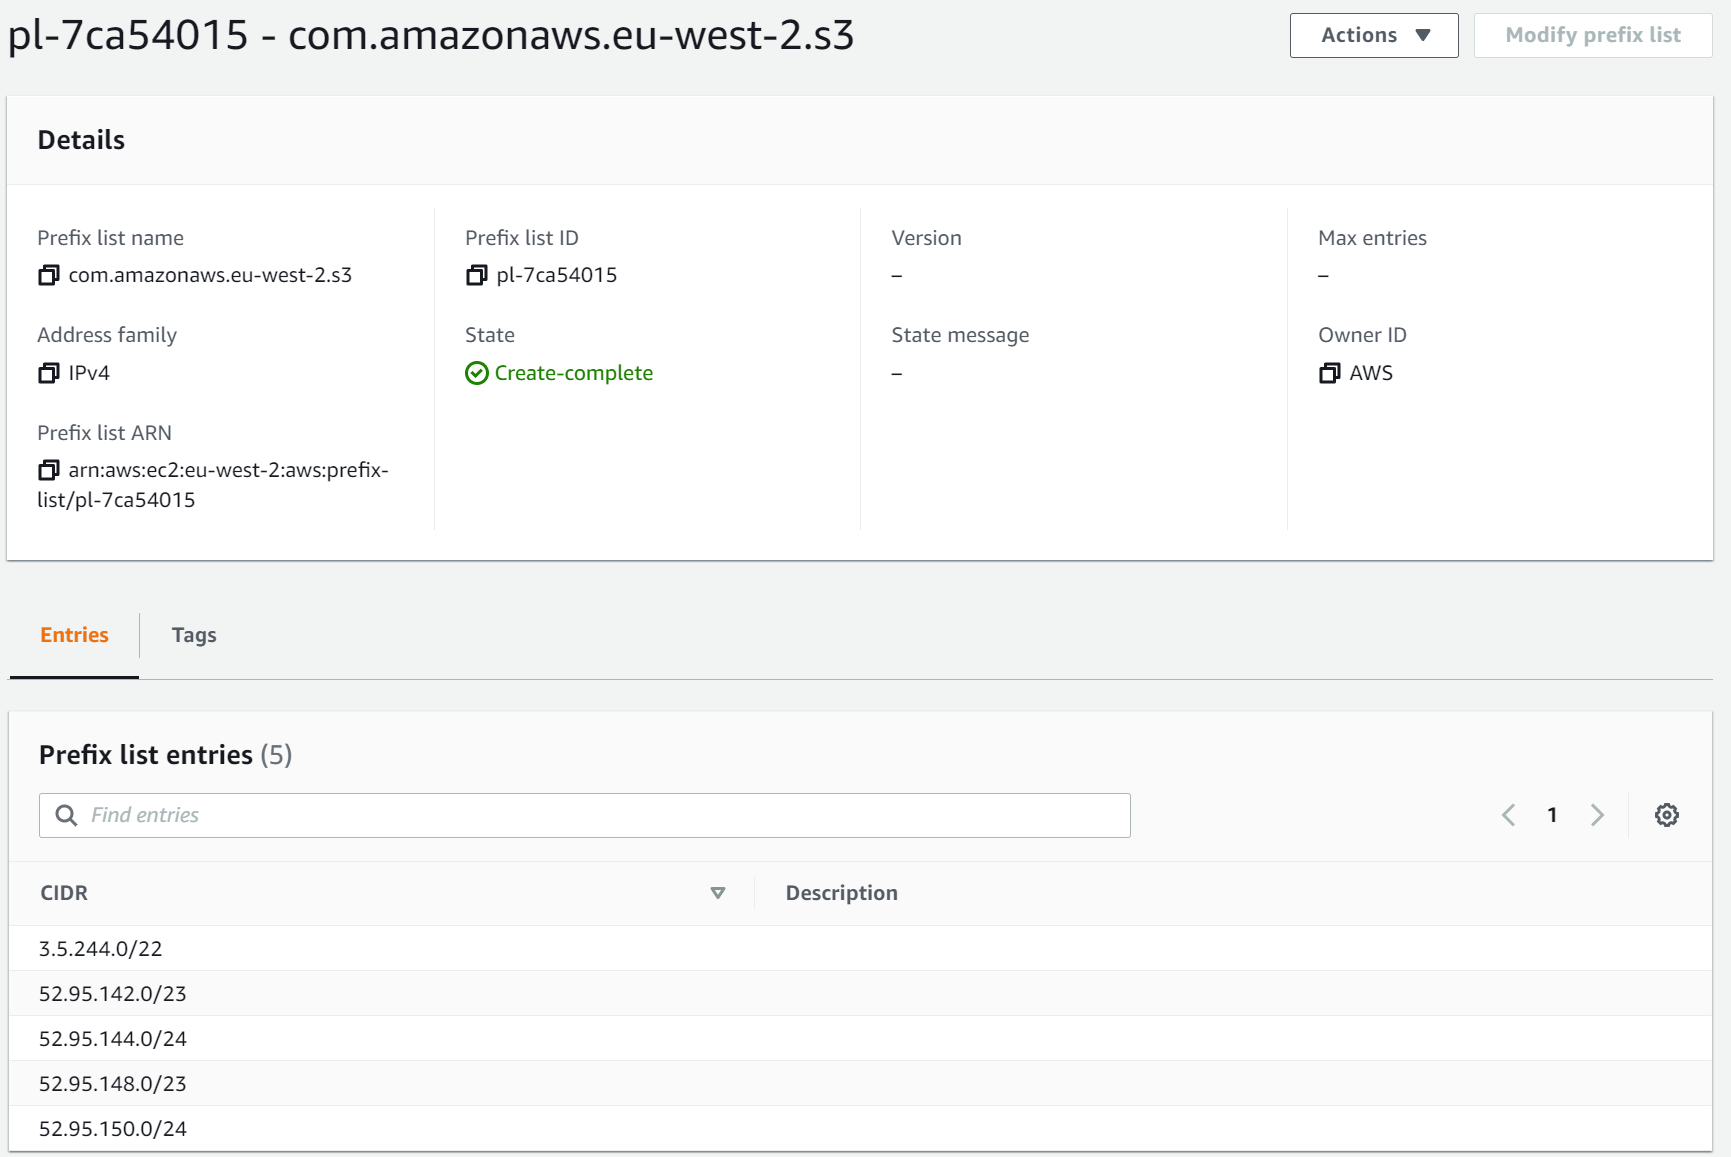 pl-7ca54015 - com.amazonaws.eu-west-2.s3
Actions
Modify prefix list
Details
Prefix list name
com.amazonaws.eu-west-2.s3
Prefix list ID
pl-7ca54015
Version
–
Max entries
–
Address family
IPv4
State
Create-complete
State message
–
Owner ID
AWS
Prefix list ARN
arn:aws:ec2:eu-west-2:aws:prefix-
list/pl-7ca54015
Entries
Tags
Prefix list entries (5)
Find entries
1
CIDR
Description
3.5.244.0/22
52.95.142.0/23
52.95.144.0/24
52.95.148.0/23
52.95.150.0/24